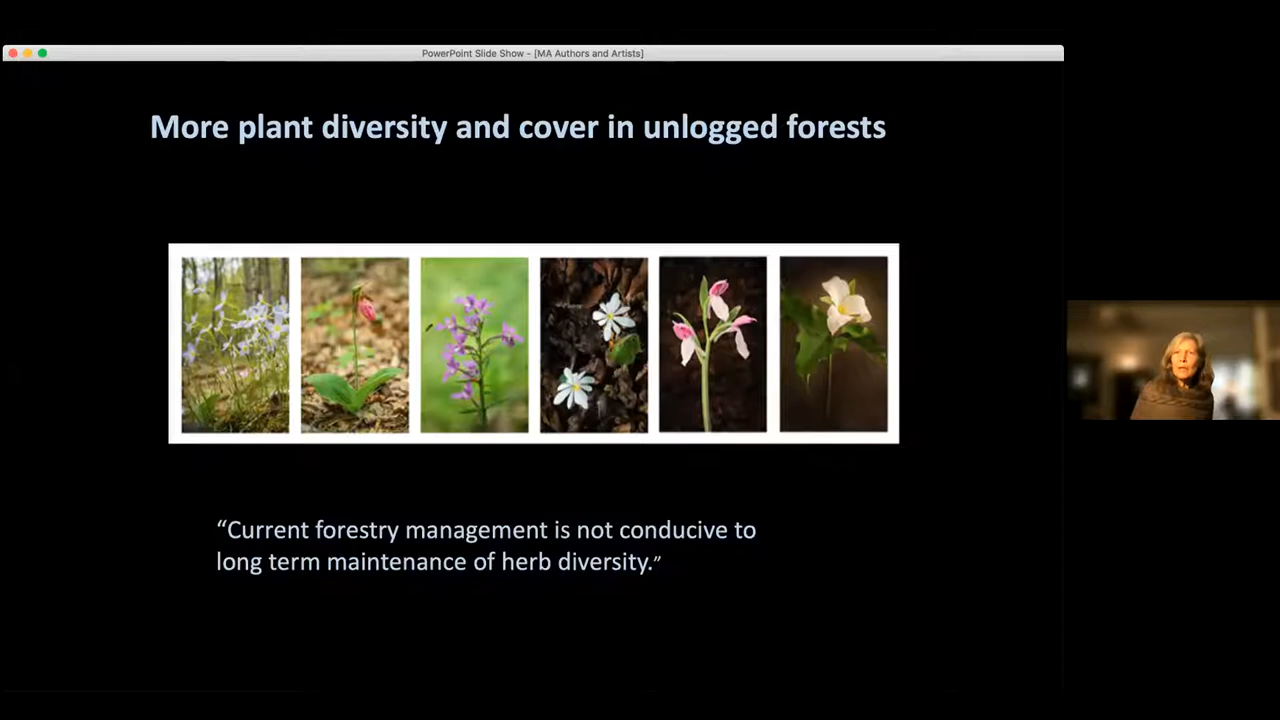 PowerPoint Slide Show - [MA Authors and Artists]
More plant diversity and cover in unlogged forests
“Current forestry management is not conducive to
long term maintenance of herb diversity.”